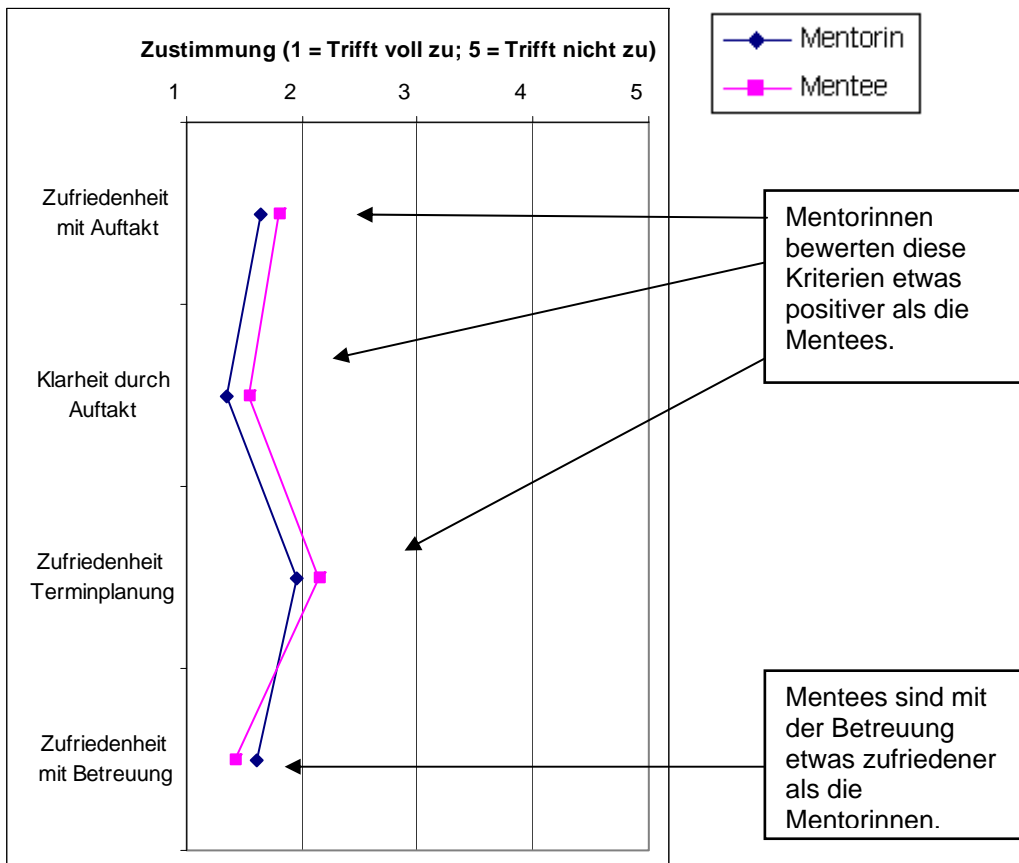 Zustimmung (1 = Trifft voll zu; 5 = Trifft nicht zu)
1 2 3 4 5
Mentorin
Mentee
Zufriedenheit
mit Auftakt
Klarheit durch
Auftakt
Zufriedenheit
Terminplanung
Zufriedenheit
mit Betreuung
Mentorinnen
bewerten diese
Kriterien etwas
positiver als die
Mentees.
Mentees sind mit
der Betreuung
etwas zufriedener
als die
Mentorinnen.